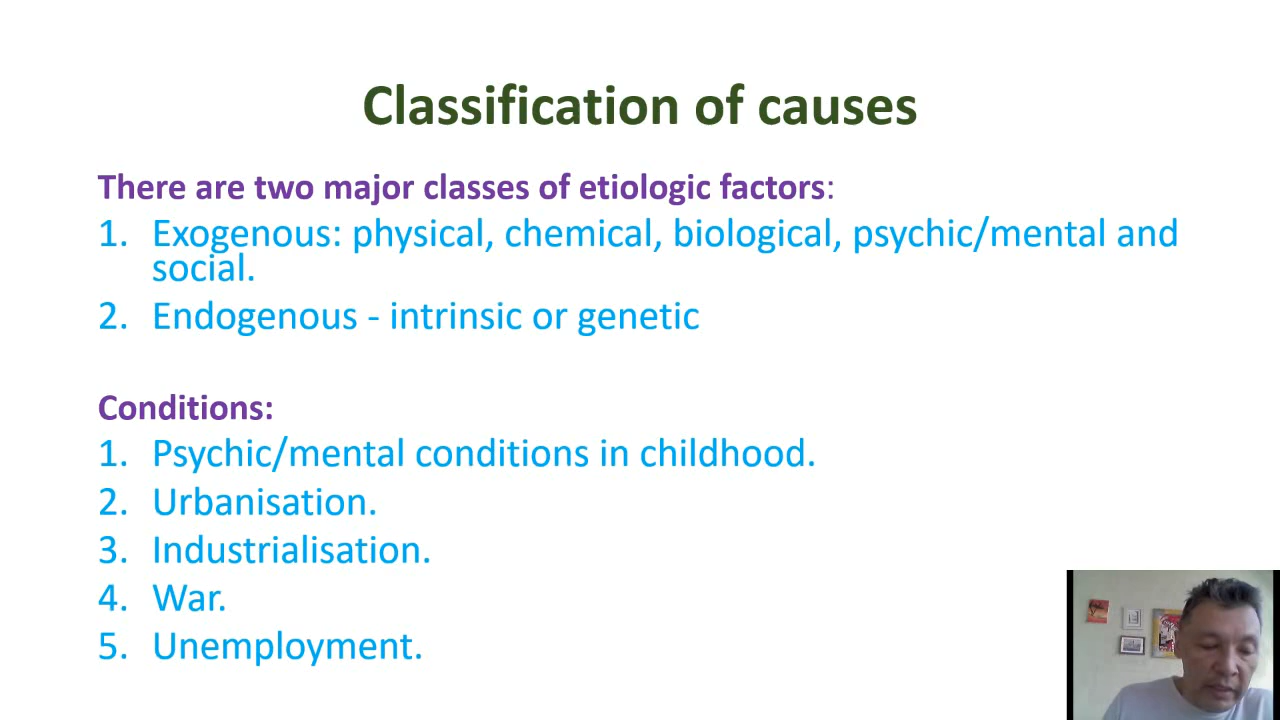 Classification of causes
There are two major classes of etiologic factors:
1. Exogenous: physical, chemical, biological, psychic/mental and
social.
2. Endogenous - intrinsic or genetic
Conditions:
1. Psychic/mental conditions in childhood.
2. Urbanisation.
3. Industrialisation.
4. War.
5. Unemployment.